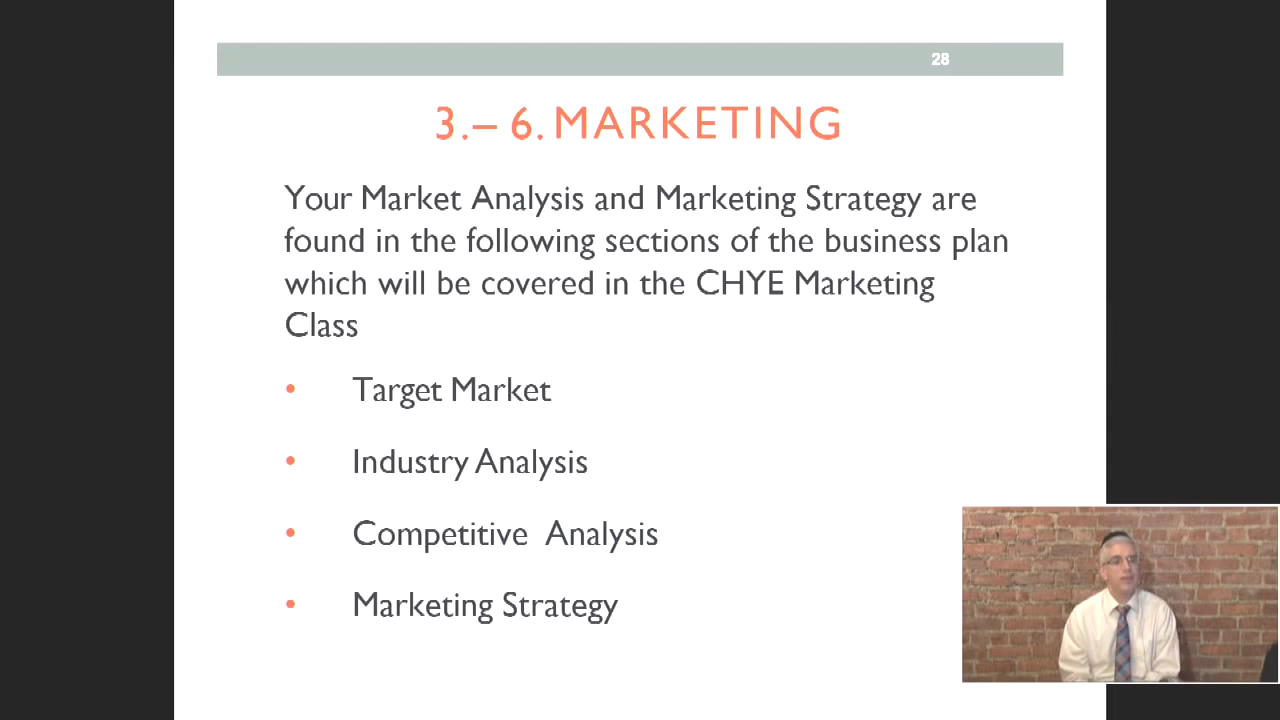 28
3.– 6. MARKETING
Your Market Analysis and Marketing Strategy are
found in the following sections of the business plan
which will be covered in the CHYE Marketing
Class
• Target Market
• Industry Analysis
• Competitive Analysis
• Marketing Strategy